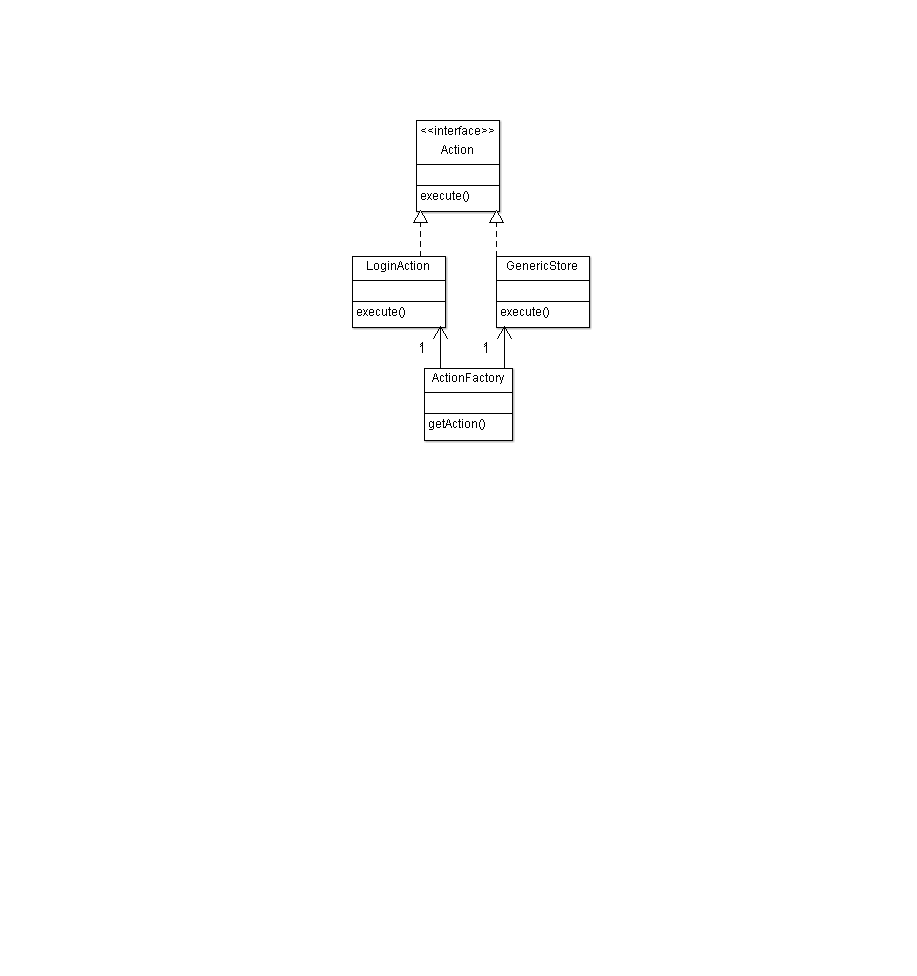 <<interface>>
Action
execute()
LoginAction
execute()
GenericStore
execute()
1
1
ActionFactory
getAction()